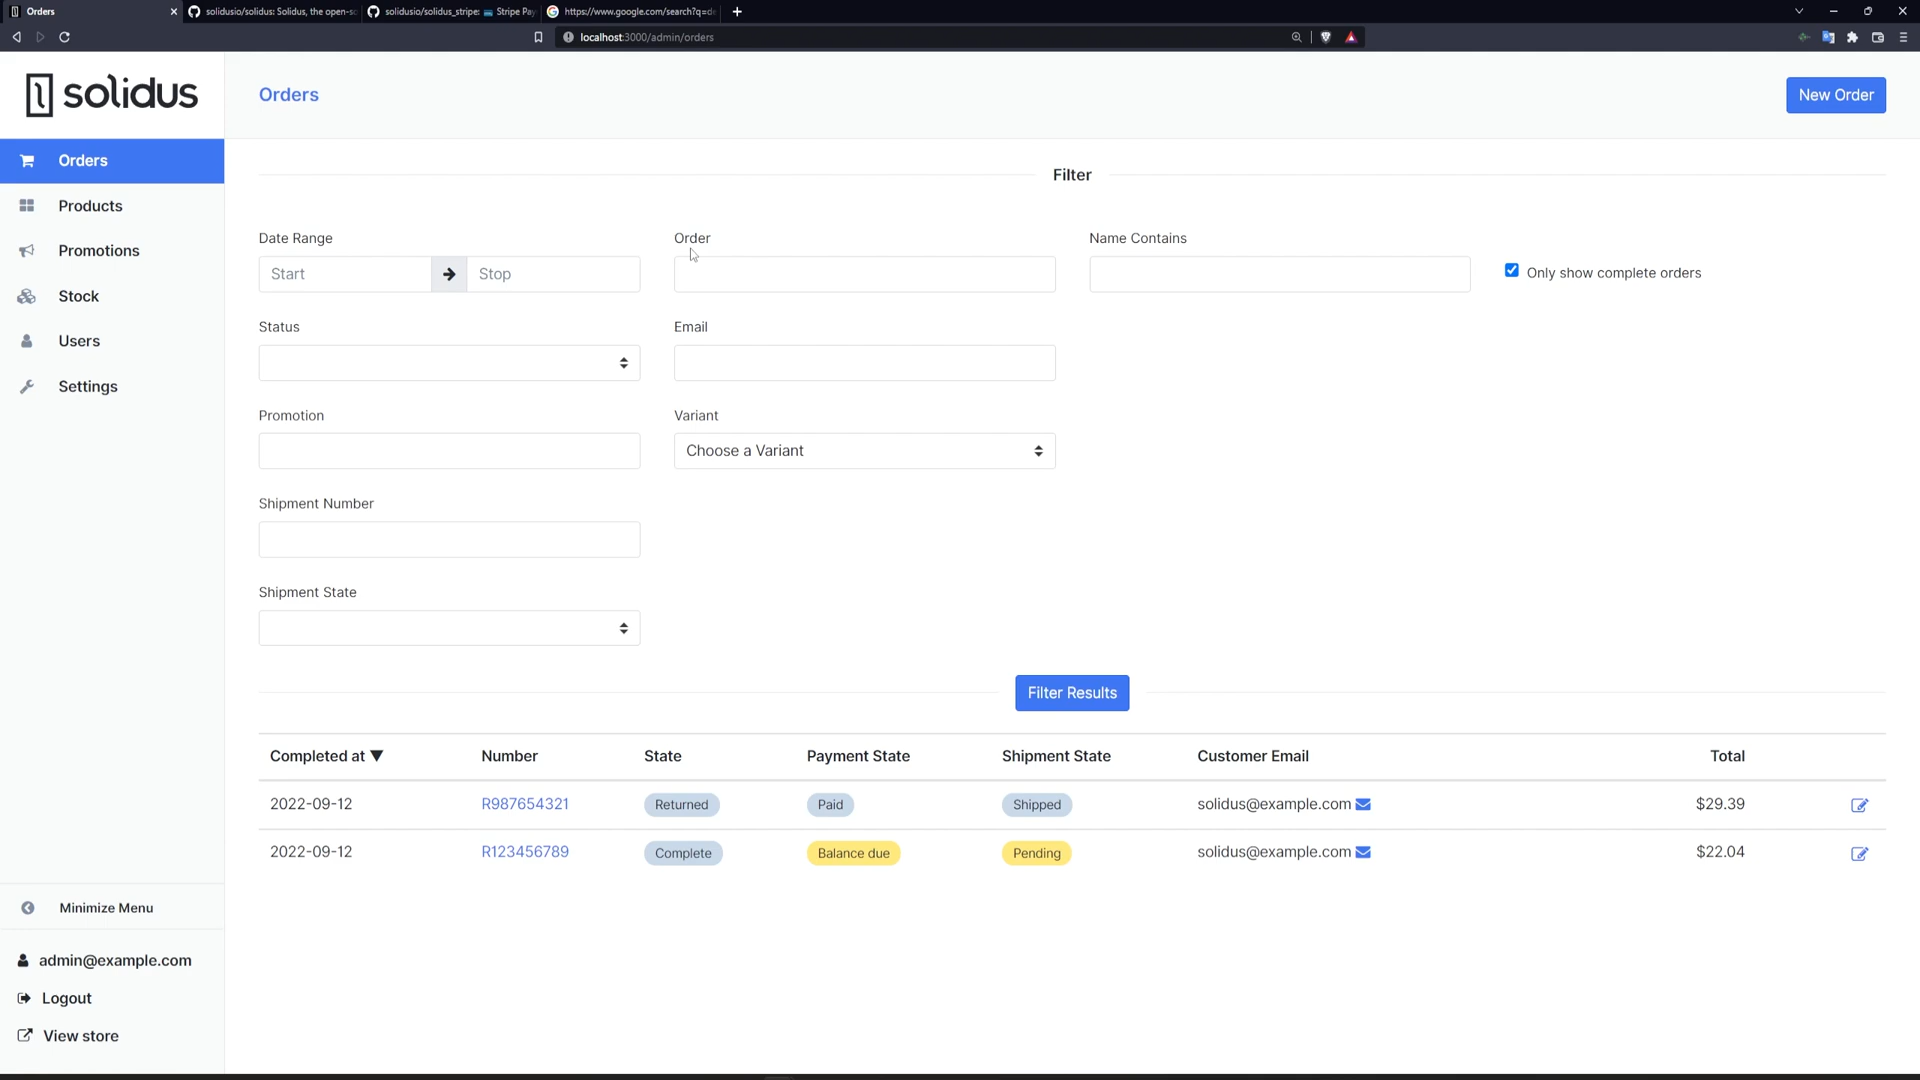 Orders
solidusio/solidus: Solidus, the open-so
solidusio/solidus_stripe: Stripe Pay
https://www.google.com/search?q=de
localhost:3000/admin/orders
solidus
Orders
New Order
Orders
Products
Promotions
Stock
Users
Settings
Filter
Date Range
Order
Name Contains
Start
Stop
Only show complete orders
Status
Email
Promotion
Variant
Choose a Variant
Shipment Number
Shipment State
Filter Results
Completed at ▼ Number State Payment State Shipment State Customer Email Total
2022-09-12 R987654321 Returned Paid Shipped solidus@example.com $29.39
2022-09-12 R123456789 Complete Balance due Pending solidus@example.com $22.04
Minimize Menu
admin@example.com
Logout
View store